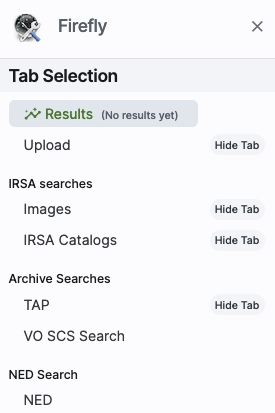 Firefly
Tab Selection
Results (No results yet)
Upload Hide Tab
IRSA searches
Images Hide Tab
IRSA Catalogs Hide Tab
Archive Searches
TAP Hide Tab
VO SCS Search
NED Search
NED